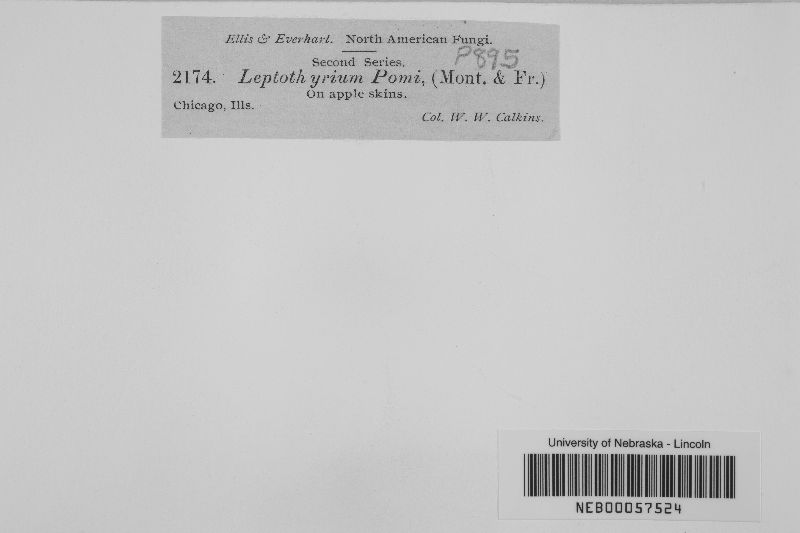 Ellis & Everhart. North American Fungi.
P895
Second Series.
2174. Leptothyrium Pomi, (Mont. & Fr.)
On apple skins.
Chicago, Ills.
Col. W. W. Calkins.
University of Nebraska - Lincoln
NEB00057524